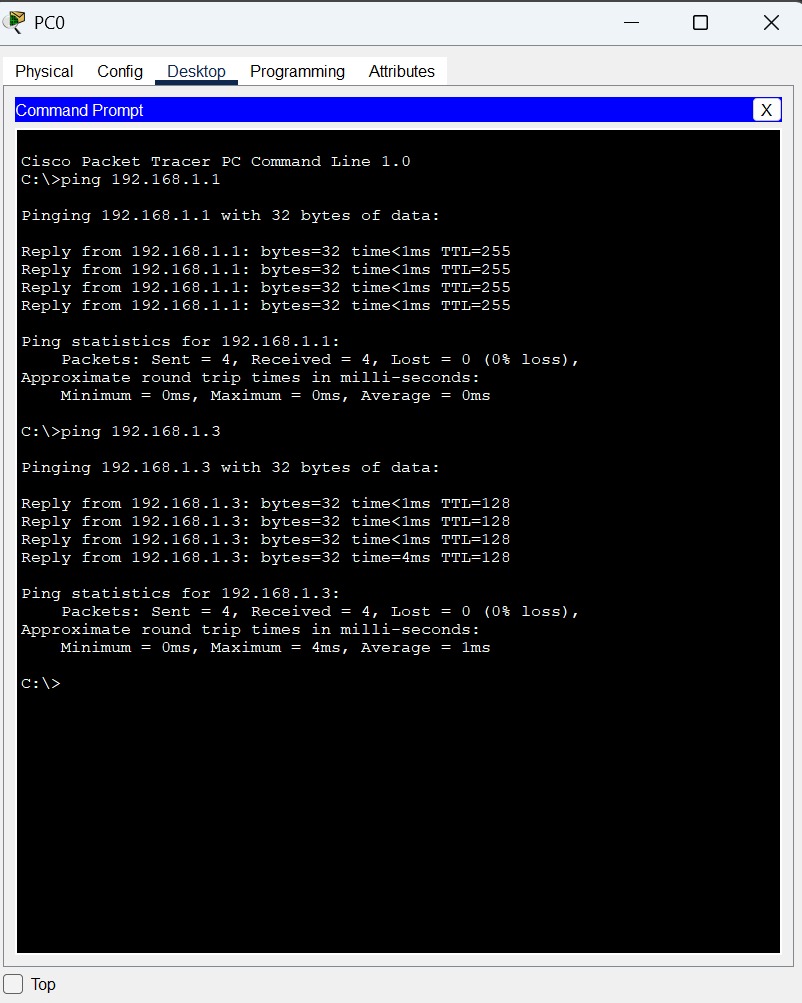 PC0
Physical Config Desktop Programming Attributes
Command Prompt X
Cisco Packet Tracer PC Command Line 1.0
C:\>ping 192.168.1.1
Pinging 192.168.1.1 with 32 bytes of data:
Reply from 192.168.1.1: bytes=32 time<1ms TTL=255
Reply from 192.168.1.1: bytes=32 time<1ms TTL=255
Reply from 192.168.1.1: bytes=32 time<1ms TTL=255
Reply from 192.168.1.1: bytes=32 time<1ms TTL=255
Ping statistics for 192.168.1.1:
    Packets: Sent = 4, Received = 4, Lost = 0 (0% loss),
Approximate round trip times in milli-seconds:
    Minimum = 0ms, Maximum = 0ms, Average = 0ms
C:\>ping 192.168.1.3
Pinging 192.168.1.3 with 32 bytes of data:
Reply from 192.168.1.3: bytes=32 time<1ms TTL=128
Reply from 192.168.1.3: bytes=32 time<1ms TTL=128
Reply from 192.168.1.3: bytes=32 time<1ms TTL=128
Reply from 192.168.1.3: bytes=32 time=4ms TTL=128
Ping statistics for 192.168.1.3:
    Packets: Sent = 4, Received = 4, Lost = 0 (0% loss),
Approximate round trip times in milli-seconds:
    Minimum = 0ms, Maximum = 4ms, Average = 1ms
C:\>
Top